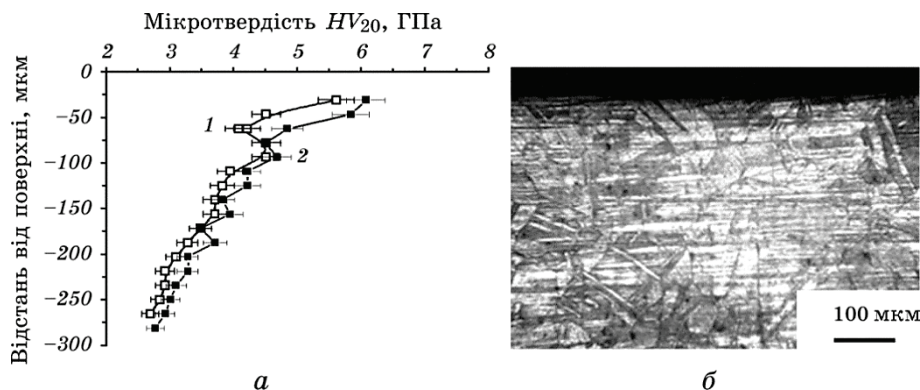 Мікротвердість HV20, ГПа
2 3 4 5 6 7 8
Відстань від поверхні, мкм
0
−50
−100
−150
−200
−250
−300
1
2
100 мкм
а
б